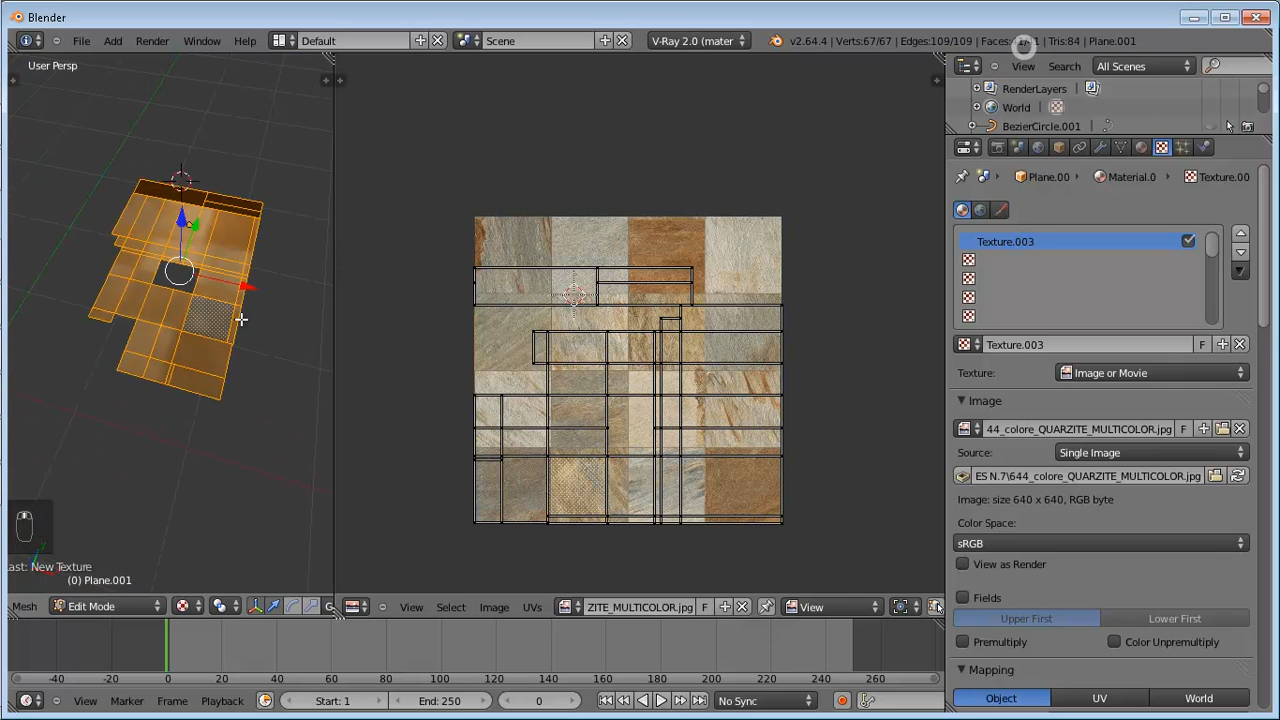 Blender
File Add Render Window Help Default Scene V-Ray 2.0 (mater v2.64.4 | Verts:67/67 | Edges:109/109 | Faces: | Tris:84 | Plane.001
User Persp
View Search All Scenes
RenderLayers
World
BezierCircle.001
Plane.00 Material.0 Texture.00
Texture.003
Texture.003 F
Texture: Image or Movie
Image
44_colore_QUARZITE_MULTICOLOR.jpg F
Source: Single Image
ES N.7\644_colore_QUARZITE_MULTICOLOR.jpg
Image: size 640 x 640, RGB byte
Color Space:
sRGB
View as Render
Fields
Upper First Lower First
Premultiply Color Unpremultiply
Mapping
Object UV World
ast: New Texture
(0) Plane.001
Mesh Edit Mode G
View Select Image UVs ZITE_MULTICOLOR.jpg F View
-40 -20 0 20 40 60 80 100 120 140 160 180 200 220 240 260
View Marker Frame Playback Start: 1 End: 250 0 No Sync